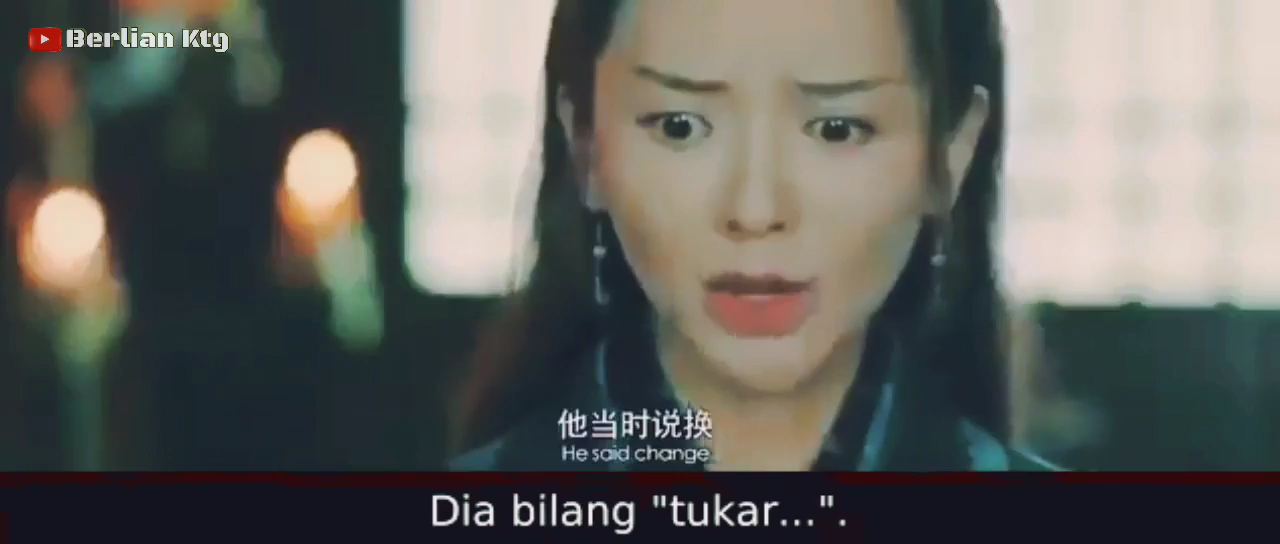 Berlian Ktg
他当时说换
He said change
Dia bilang "tukar...".